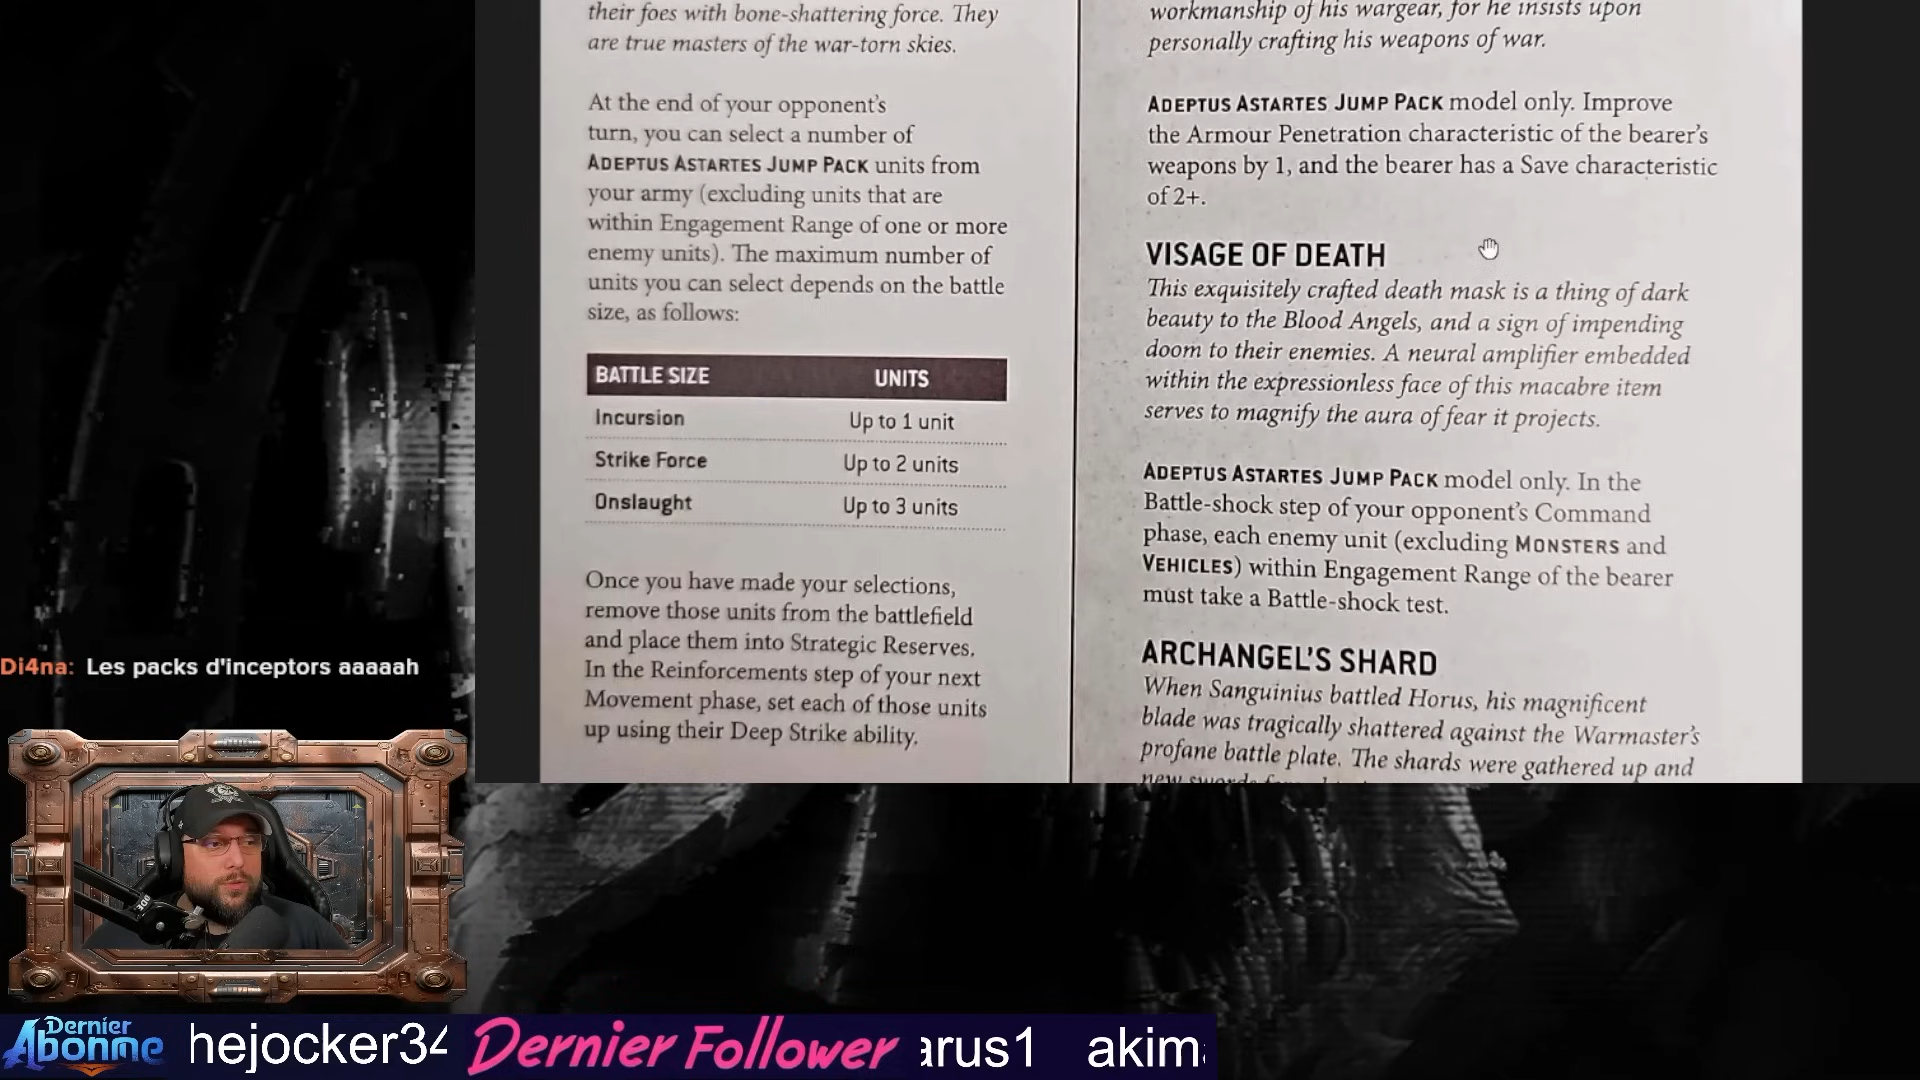 their foes with bone-shattering force. They
are true masters of the war-torn skies.
At the end of your opponent's
turn, you can select a number of
ADEPTUS ASTARTES JUMP PACK units from
your army (excluding units that are
within Engagement Range of one or more
enemy units). The maximum number of
units you can select depends on the battle
size, as follows:
BATTLE SIZE UNITS
Incursion Up to 1 unit
Strike Force Up to 2 units
Onslaught Up to 3 units
Once you have made your selections,
remove those units from the battlefield
and place them into Strategic Reserves.
In the Reinforcements step of your next
Movement phase, set each of those units
up using their Deep Strike ability.
workmanship of his wargear, for he insists upon
personally crafting his weapons of war.
ADEPTUS ASTARTES JUMP PACK model only. Improve
the Armour Penetration characteristic of the bearer's
weapons by 1, and the bearer has a Save characteristic
of 2+.
VISAGE OF DEATH
This exquisitely crafted death mask is a thing of dark
beauty to the Blood Angels, and a sign of impending
doom to their enemies. A neural amplifier embedded
within the expressionless face of this macabre item
serves to magnify the aura of fear it projects.
ADEPTUS ASTARTES JUMP PACK model only. In the
Battle-shock step of your opponent's Command
phase, each enemy unit (excluding MONSTERS and
VEHICLES) within Engagement Range of the bearer
must take a Battle-shock test.
ARCHANGEL'S SHARD
When Sanguinius battled Horus, his magnificent
blade was tragically shattered against the Warmaster's
profane battle plate. The shards were gathered up and
new swords
Di4na: Les packs d'inceptors aaaaah
RODE
Dernier
Abonné
hejocker34
Dernier Follower
arus1 akim